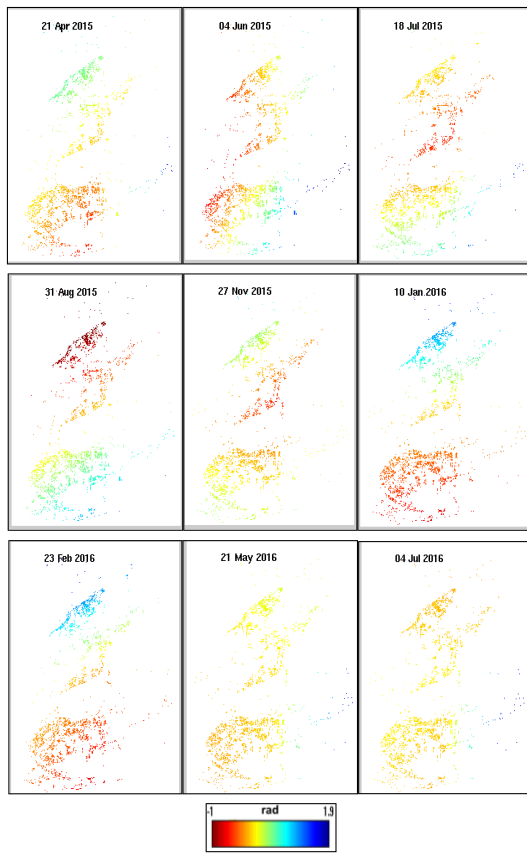 21 Apr 2015
04 Jun 2015
18 Jul 2015
31 Aug 2015
27 Nov 2015
10 Jan 2016
23 Feb 2016
21 May 2016
04 Jul 2016
-1 rad 1.9